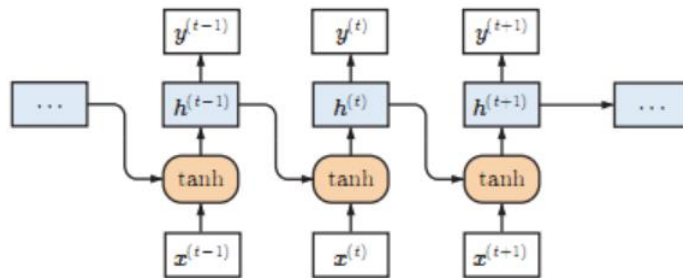 y^(t−1) y^(t) y^(t+1)
... h^(t−1) h^(t) h^(t+1) ...
tanh tanh tanh
x^(t−1) x^(t) x^(t+1)